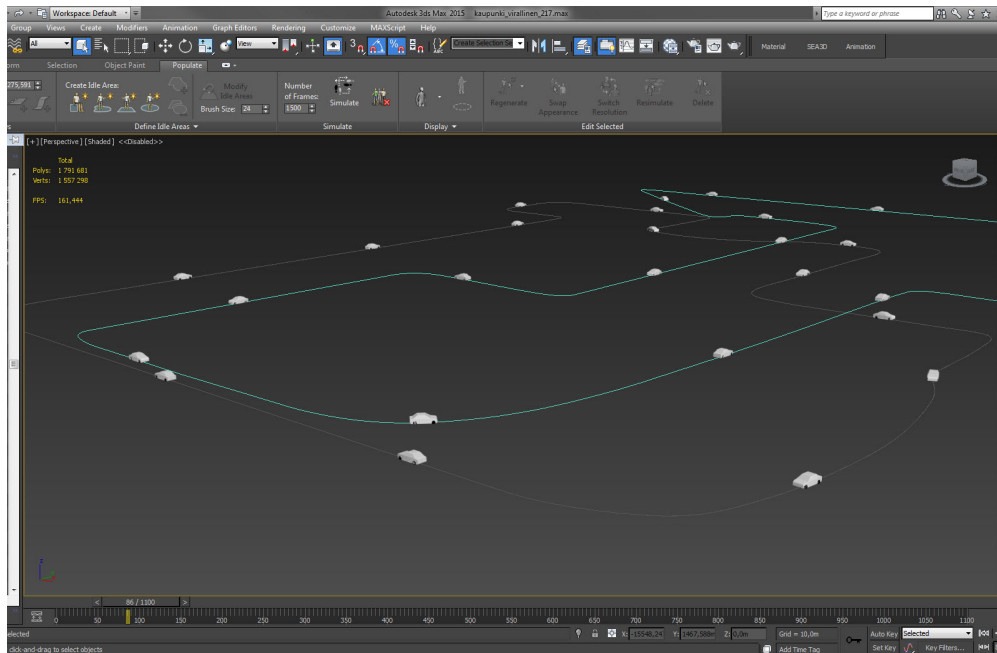 Workspace: Default
Autodesk 3ds Max 2015 kaupunki_virallinen_217.max
Type a keyword or phrase
Group Views Create Modifiers Animation Graph Editors Rendering Customize MAXScript Help
All View Create Selection Se Material SEA3D Animation
orm Selection Object Paint Populate
275,591 Create Idle Area: Modify Idle Areas Brush Size: 24
Number of Frames: 1500 Simulate
Regenerate Swap Appearance Switch Resolution Resimulate Delete
s Define Idle Areas Simulate Display Edit Selected
[+] [Perspective] [Shaded] <<Disabled>>
Total
Polys: 1 791 681
Verts: 1 557 298
FPS: 161,444
< 86 / 1100 >
0 50 100 150 200 250 300 350 400 450 500 550 600 650 700 750 800 850 900 950 1000 1050 1100
elected X: -15548,24 Y: 1467,588m Z: 0,0m Grid = 10,0m Auto Key Selected
click-and-drag to select objects Add Time Tag Set Key Key Filters...